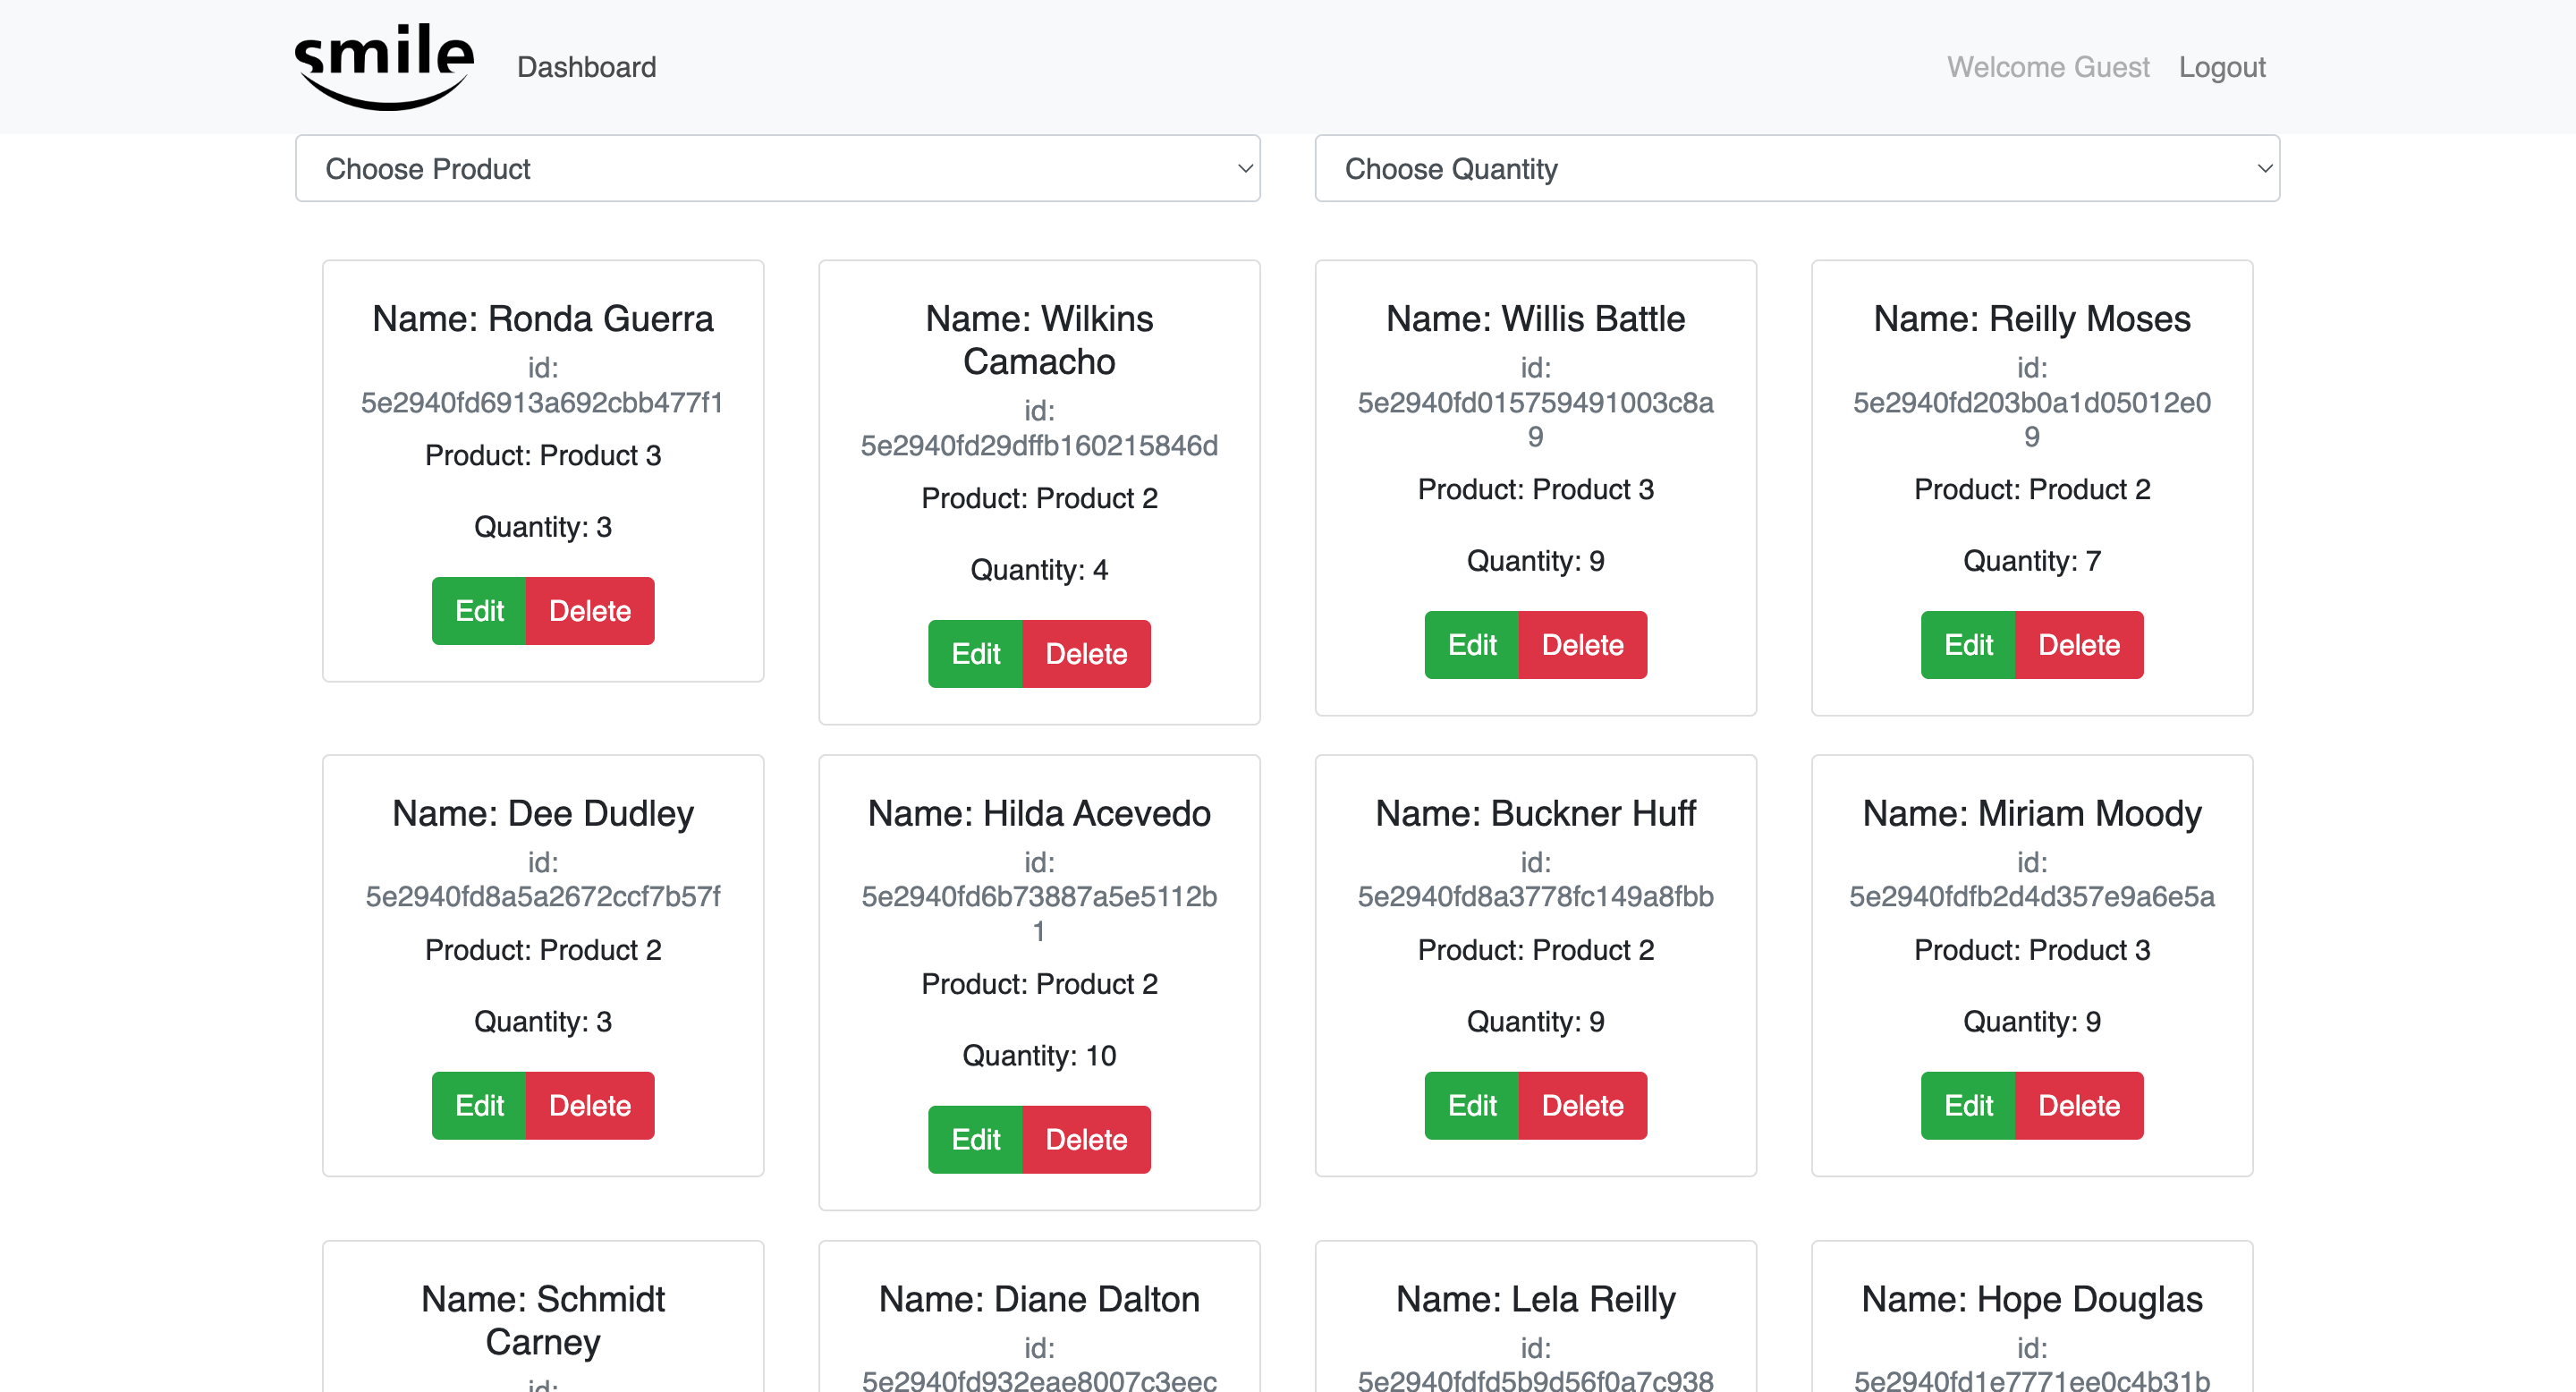 smile
Dashboard
Welcome Guest
Logout
Choose Product
Choose Quantity
Name: Ronda Guerra
id:
5e2940fd6913a692cbb477f1
Product: Product 3
Quantity: 3
Edit
Delete
Name: Wilkins
Camacho
id:
5e2940fd29dffb160215846d
Product: Product 2
Quantity: 4
Edit
Delete
Name: Willis Battle
id:
5e2940fd015759491003c8a
9
Product: Product 3
Quantity: 9
Edit
Delete
Name: Reilly Moses
id:
5e2940fd203b0a1d05012e0
9
Product: Product 2
Quantity: 7
Edit
Delete
Name: Dee Dudley
id:
5e2940fd8a5a2672ccf7b57f
Product: Product 2
Quantity: 3
Edit
Delete
Name: Hilda Acevedo
id:
5e2940fd6b73887a5e5112b
1
Product: Product 2
Quantity: 10
Edit
Delete
Name: Buckner Huff
id:
5e2940fd8a3778fc149a8fbb
Product: Product 2
Quantity: 9
Edit
Delete
Name: Miriam Moody
id:
5e2940fdfb2d4d357e9a6e5a
Product: Product 3
Quantity: 9
Edit
Delete
Name: Schmidt
Carney
id:
Name: Diane Dalton
id:
5e2940fd932eae8007c3eec
Name: Lela Reilly
id:
5e2940fdfd5b9d56f0a7c938
Name: Hope Douglas
id:
5e2940fd1e7771ee0c4b31b